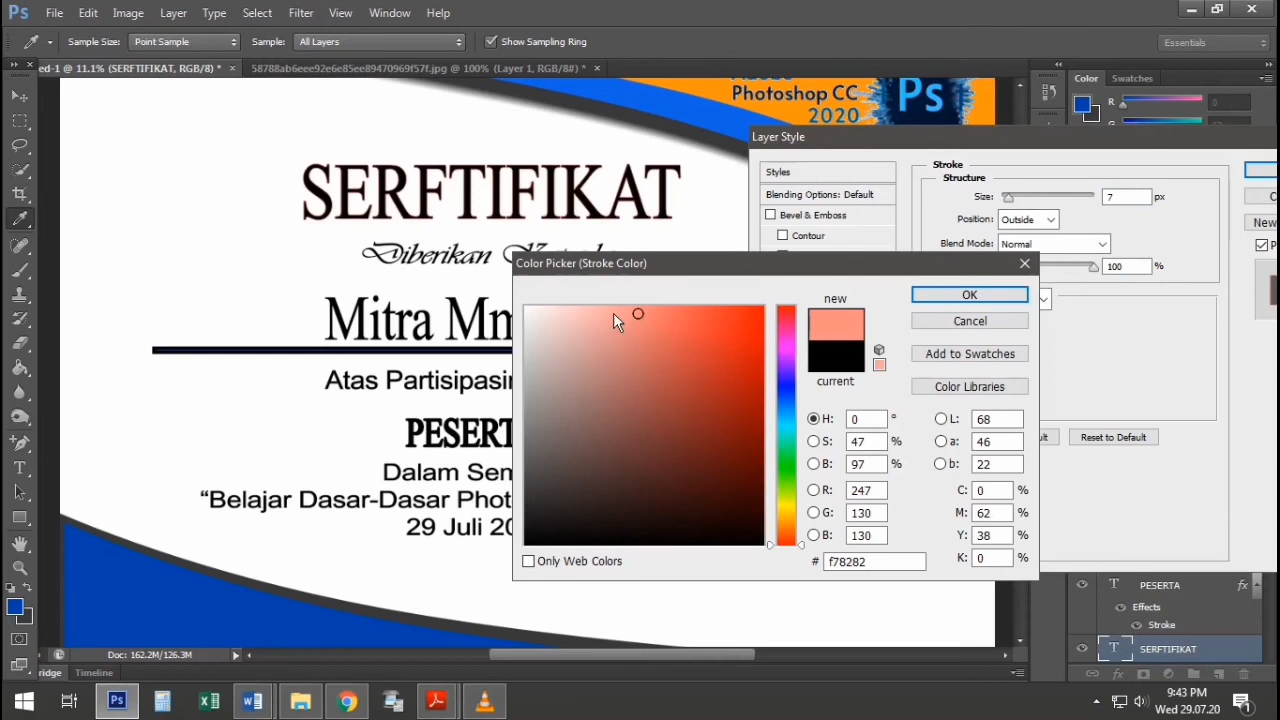 Ps File Edit Image Layer Type Select Filter View Window Help
Sample Size: Point Sample Sample: All Layers Show Sampling Ring Essentials
ed-1 @ 11.1% (SERFTIFIKAT, RGB/8) * × 58788ab6eee92e6e85ee89470969f57f.jpg @ 100% (Layer 1, RGB/8#) * ×
Color Swatches
Photoshop CC
2020
Ps
R 0
G
Layer Style
SERFTIFIKAT
Styles
Stroke
Structure
Blending Options: Default
Size: 7 px
Bevel & Emboss
Position: Outside
New
Contour
Blend Mode: Normal
Diberikan
100 %
Color Picker (Stroke Color)
new
OK
Cancel
Mitra Mm
Add to Swatches
current
Color Libraries
Atas Partisipasin
H: 0 °
L: 68
PESERT
S: 47 %
a: 46
Reset to Default
B: 97 %
b: 22
Dalam Sem
R: 247
C: 0 %
“Belajar Dasar-Dasar Phot
G: 130
M: 62 %
29 Juli 20
B: 130
Y: 38 %
Only Web Colors
# f78282
K: 0 %
T PESERTA fx
Effects
Stroke
T SERFTIFIKAT
Doc: 162.2M/126.3M
ridge Timeline
9:43 PM
Wed 29.07.20
1